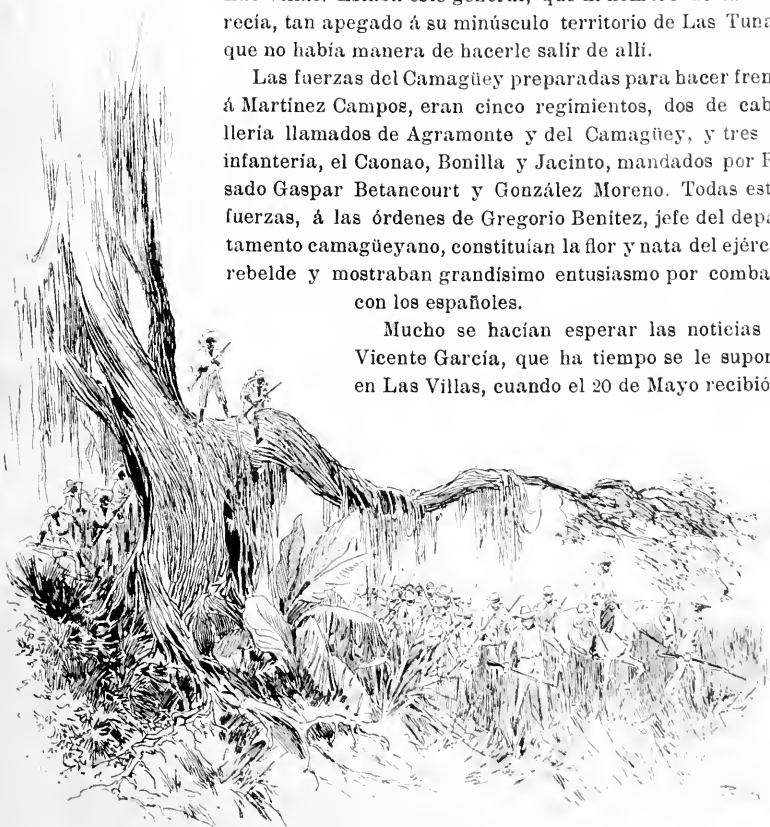 recía, tan apegado á su minúsculo territorio de Las Tuna
que no había manera de hacerle salir de allí.
Las fuerzas del Camagüey preparadas para hacer fren
á Martínez Campos, eran cinco regimientos, dos de cab
llería llamados de Agramonte y del Camagüey, y tres
infantería, el Caonao, Bonilla y Jacinto, mandados por
sado Gaspar Betancourt y González Moreno. Todas est
fuerzas, á las órdenes de Gregorio Benítez, jefe del depa
tamento camagüeyano, constituían la flor y nata del ejérc
rebelde y mostraban grandísimo entusiasmo por comba
con los españoles.
Mucho se hacían esperar las noticias
Vicente García, que ha tiempo se le supor
en Las Villas, cuando el 20 de Mayo recibió